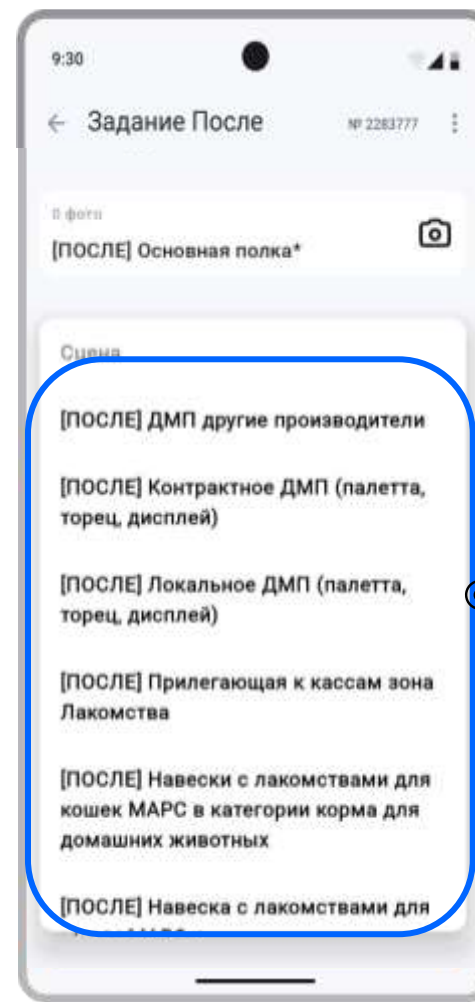 9:30
Задание После
№ 2283777
0 фото
[ПОСЛЕ] Основная полка*
Сцена
[ПОСЛЕ] ДМП другие производители
[ПОСЛЕ] Контрактное ДМП (палетта,
торец, дисплей)
[ПОСЛЕ] Локальное ДМП (палетта,
торец, дисплей)
[ПОСЛЕ] Прилегающая к кассам зона
Лакомства
[ПОСЛЕ] Навески с лакомствами для
кошек МАРС в категории корма для
домашних животных
[ПОСЛЕ] Навеска с лакомствами для